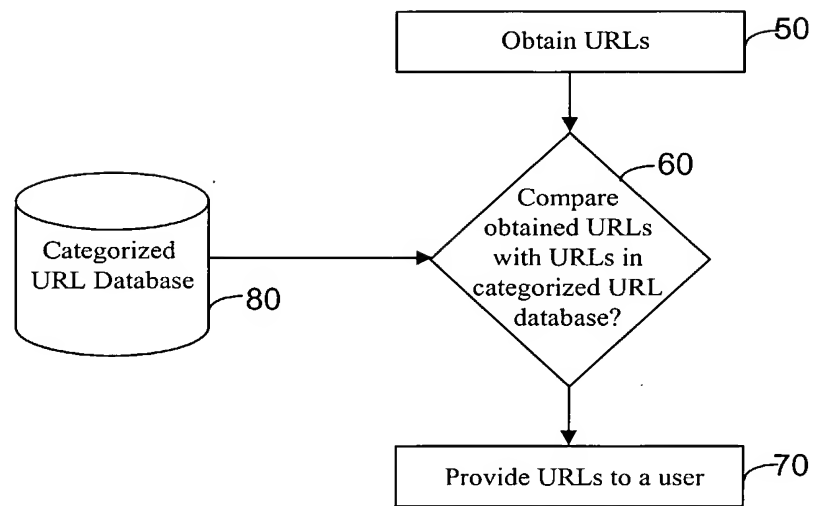 Obtain URLs
50
60
Compare
obtained URLs
with URLs in
categorized URL
database?
Categorized
URL Database
80
Provide URLs to a user
70